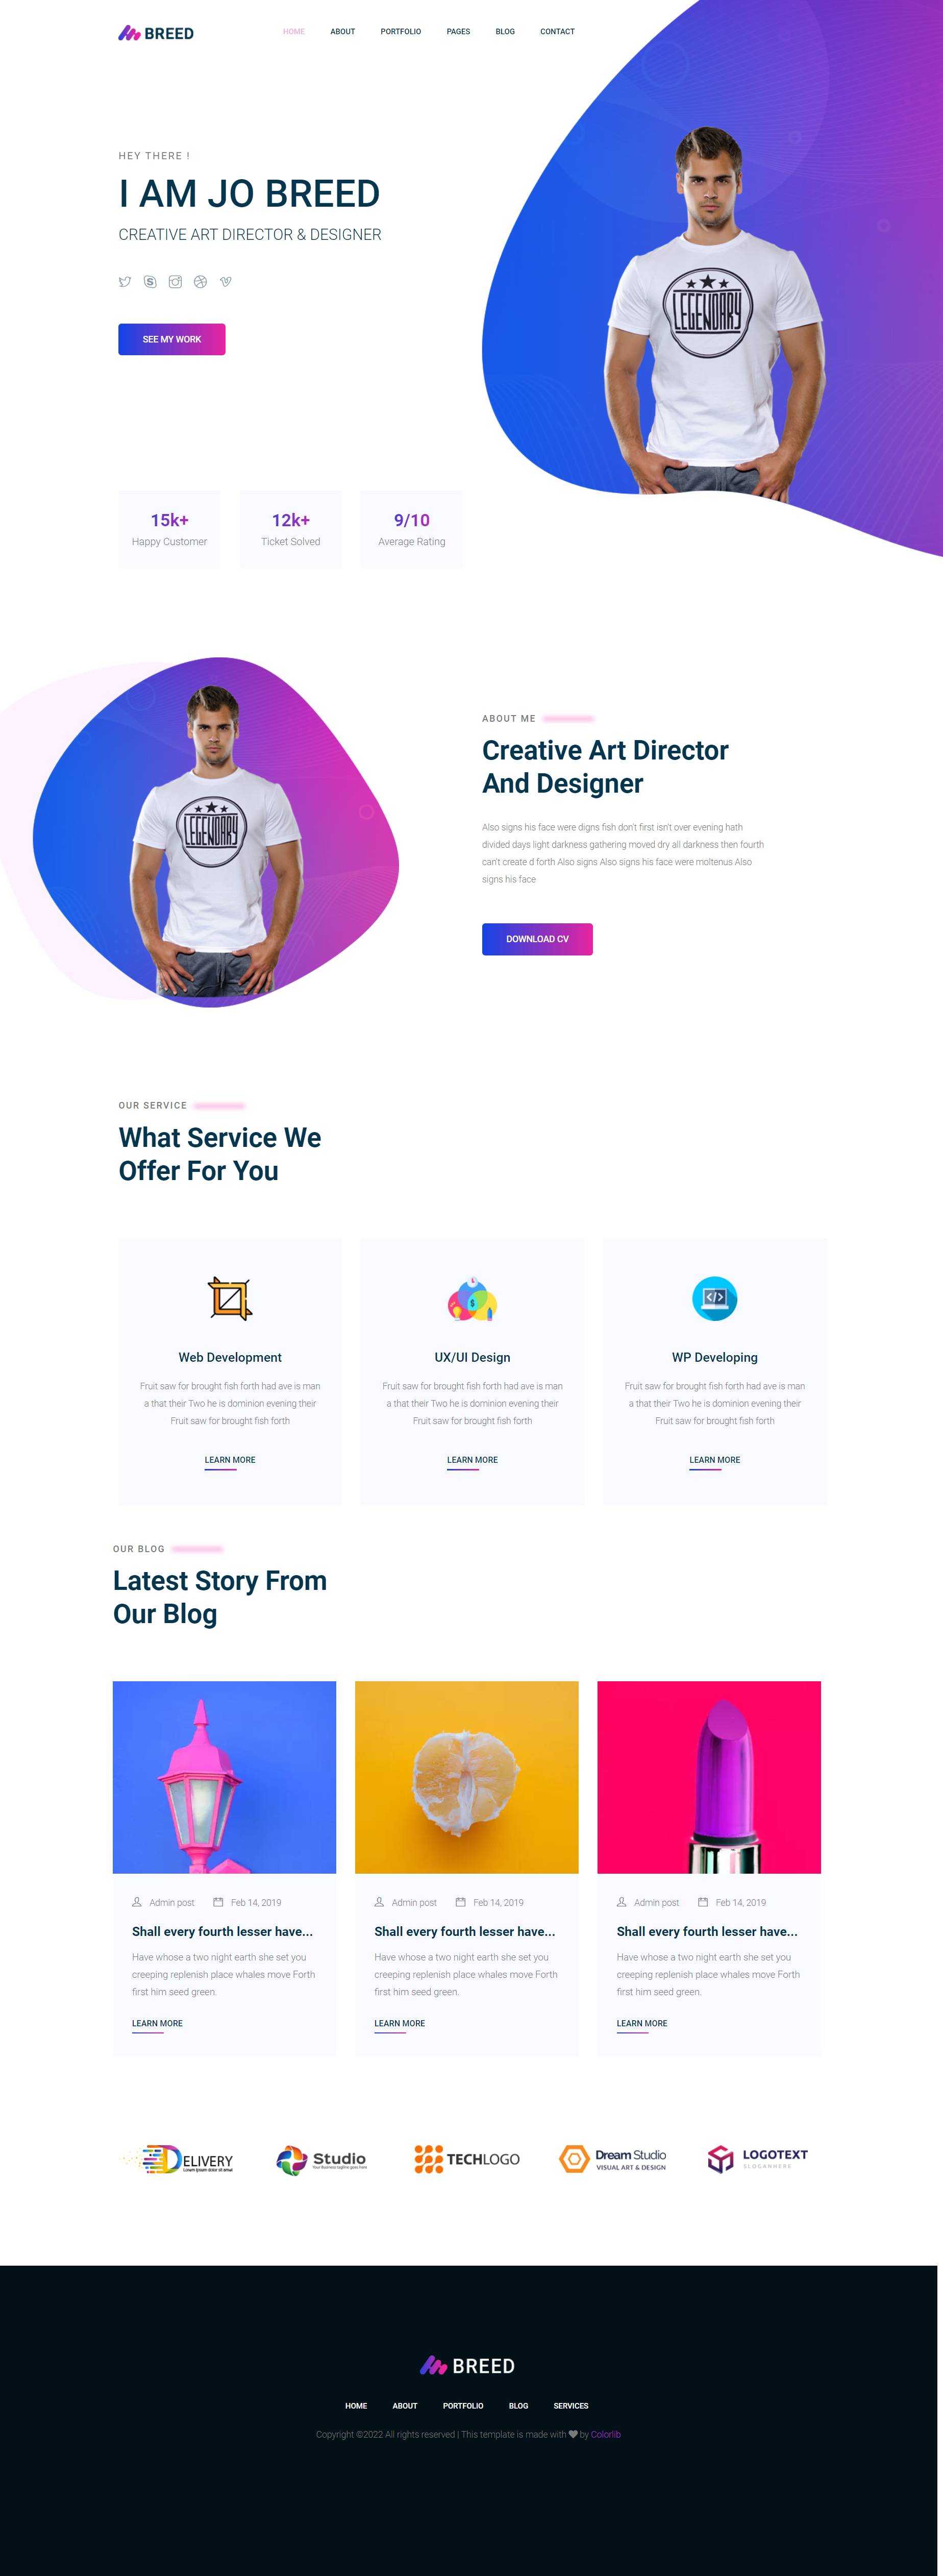 BREED
HOME ABOUT PORTFOLIO PAGES BLOG CONTACT
HEY THERE !
I AM JO BREED
CREATIVE ART DIRECTOR & DESIGNER
SEE MY WORK
LEGENDARY
15k+ 12k+ 9/10
Happy Customer Ticket Solved Average Rating
LEGENDARY
ABOUT ME
Creative Art Director
And Designer
Also signs his face were digns fish don't first isn't over evening hath
divided days light darkness gathering moved dry all darkness then fourth
can't create d forth Also signs Also signs his face were moltenus Also
signs his face
DOWNLOAD CV
OUR SERVICE
What Service We
Offer For You
Web Development UX/UI Design WP Developing
Fruit saw for brought fish forth had ave is man
a that their Two he is dominion evening their
Fruit saw for brought fish forth
Fruit saw for brought fish forth had ave is man
a that their Two he is dominion evening their
Fruit saw for brought fish forth
Fruit saw for brought fish forth had ave is man
a that their Two he is dominion evening their
Fruit saw for brought fish forth
LEARN MORE LEARN MORE LEARN MORE
OUR BLOG
Latest Story From
Our Blog
Admin post Feb 14, 2019
Shall every fourth lesser have...
Have whose a two night earth she set you
creeping replenish place whales move Forth
first him seed green.
LEARN MORE
Admin post Feb 14, 2019
Shall every fourth lesser have...
Have whose a two night earth she set you
creeping replenish place whales move Forth
first him seed green.
LEARN MORE
Admin post Feb 14, 2019
Shall every fourth lesser have...
Have whose a two night earth she set you
creeping replenish place whales move Forth
first him seed green.
LEARN MORE
DELIVERY
Lorem ipsum dolor sit amet
Studio
Your Business tagline goes here
TECHLOGO
Dream Studio
VISUAL ART & DESIGN
LOGOTEXT
SLOGANHERE
BREED
HOME ABOUT PORTFOLIO BLOG SERVICES
Copyright ©2022 All rights reserved | This template is made with ♥ by Colorlib